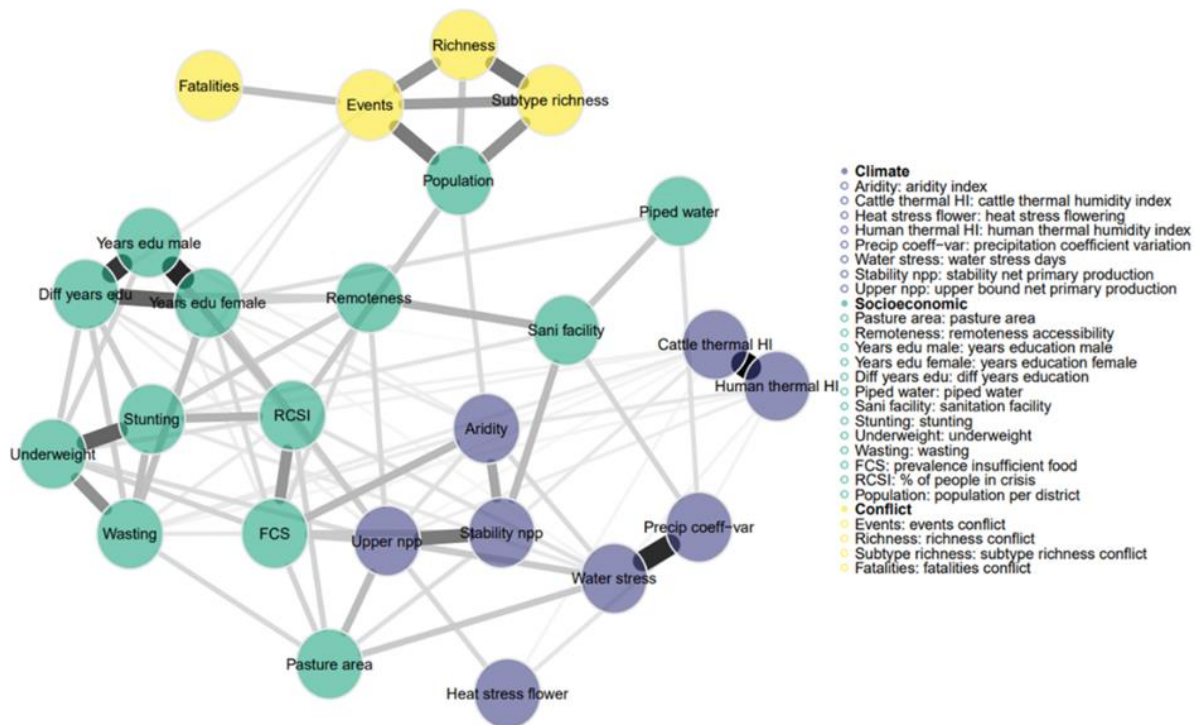 Richness
Fatalities
Events
Subtype richness
Population
Piped water
Years edu male
Diff years edu
Years edu female
Remoteness
Sani facility
Cattle thermal HI
Human thermal HI
Stunting
RCSI
Aridity
Underweight
Wasting
FCS
Upper npp
Stability npp
Precip coeff−var
Water stress
Pasture area
Heat stress flower
Climate
Aridity: aridity index
Cattle thermal HI: cattle thermal humidity index
Heat stress flower: heat stress flowering
Human thermal HI: human thermal humidity index
Precip coeff−var: precipitation coefficient variation
Water stress: water stress days
Stability npp: stability net primary production
Upper npp: upper bound net primary production
Socioeconomic
Pasture area: pasture area
Remoteness: remoteness accessibility
Years edu male: years education male
Years edu female: years education female
Diff years edu: diff years education
Piped water: piped water
Sani facility: sanitation facility
Stunting: stunting
Underweight: underweight
Wasting: wasting
FCS: prevalence insufficient food
RCSI: % of people in crisis
Population: population per district
Conflict
Events: events conflict
Richness: richness conflict
Subtype richness: subtype richness conflict
Fatalities: fatalities conflict